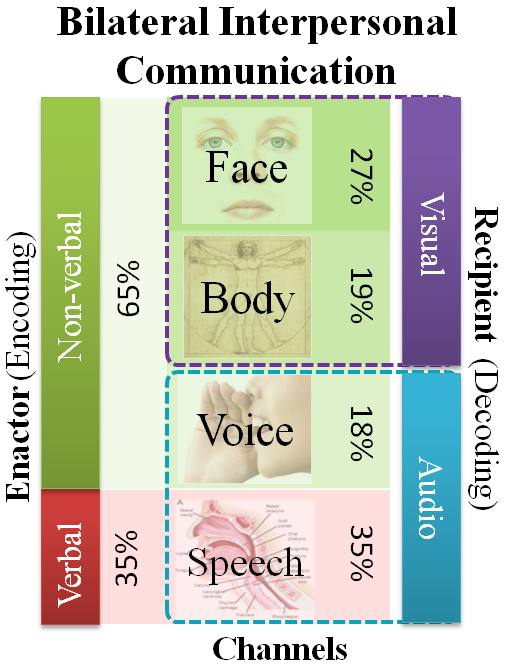 Bilateral Interpersonal
Communication
Enactor (Encoding)
Non-verbal
65%
Verbal
35%
Face
27%
Body
19%
Voice
18%
Speech
35%
Visual
Audio
Recipient (Decoding)
Channels
A